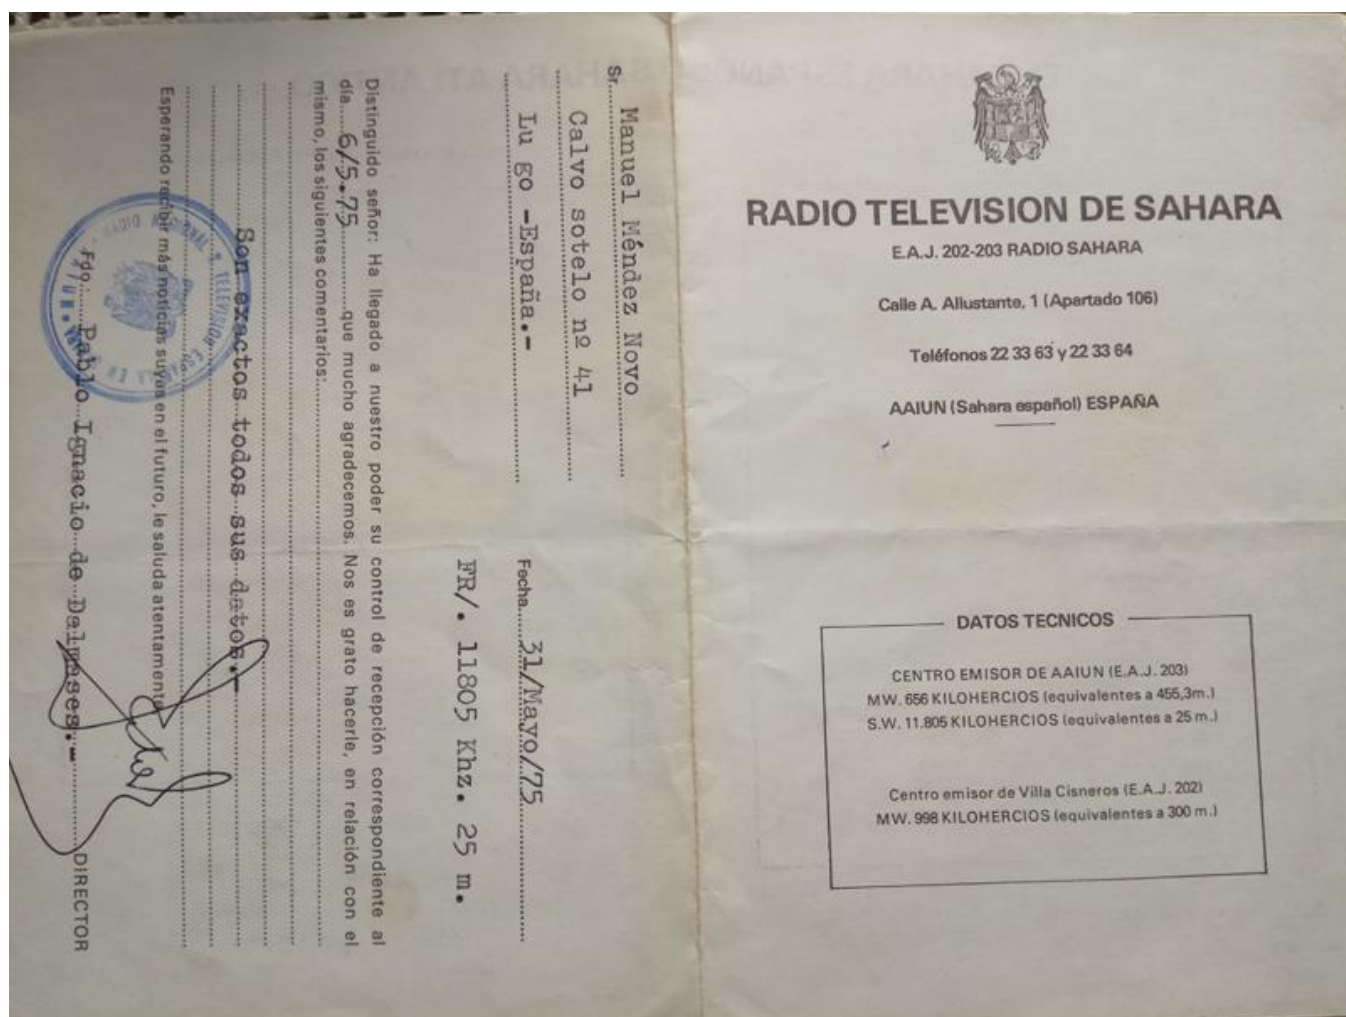 Sr. Manuel Méndez Novo
Calvo sotelo nº 41
Lu go -España.-
Fecha 31/Mayo/75
FR/. 11805 Khz. 25 m.
Distinguido señor: Ha llegado a nuestro poder su control de recepción correspondiente al
día 6/5.75 que mucho agradecemos. Nos es grato hacerle, en relación con el
mismo, los siguientes comentarios:
Son exactos todos sus datos.-
Esperando recibir más noticias suyas en el futuro, le saluda atentamente
Fdo.: Pablo Ignacio de Dalmases.- DIRECTOR
RADIO TELEVISION DE SAHARA
E.A.J. 202-203 RADIO SAHARA
Calle A. Allustante, 1 (Apartado 106)
Teléfonos 22 33 63 y 22 33 64
AAIUN (Sahara español) ESPAÑA
DATOS TECNICOS
CENTRO EMISOR DE AAIUN (E.A.J. 203)
MW. 656 KILOHERCIOS (equivalentes a 455,3m.)
S.W. 11.805 KILOHERCIOS (equivalentes a 25 m.)
Centro emisor de Villa Cisneros (E.A.J. 202)
MW. 998 KILOHERCIOS (equivalentes a 300 m.)